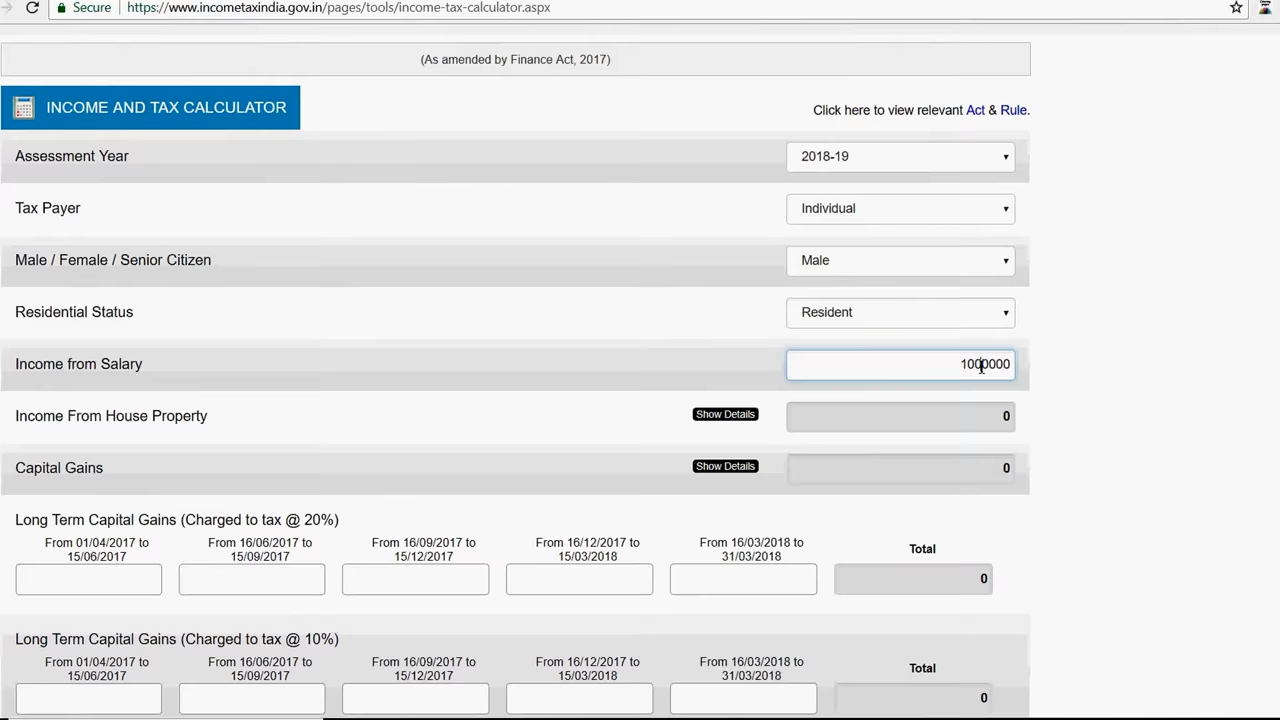 Secure
https://www.incometaxindia.gov.in/pages/tools/income-tax-calculator.aspx
(As amended by Finance Act, 2017)
INCOME AND TAX CALCULATOR
Click here to view relevant Act & Rule.
Assessment Year
2018-19
Tax Payer
Individual
Male / Female / Senior Citizen
Male
Residential Status
Resident
Income from Salary
1000000
Income From House Property
Show Details
0
Capital Gains
Show Details
0
Long Term Capital Gains (Charged to tax @ 20%)
From 01/04/2017 to
15/06/2017
From 16/06/2017 to
15/09/2017
From 16/09/2017 to
15/12/2017
From 16/12/2017 to
15/03/2018
From 16/03/2018 to
31/03/2018
Total
0
Long Term Capital Gains (Charged to tax @ 10%)
From 01/04/2017 to
15/06/2017
From 16/06/2017 to
15/09/2017
From 16/09/2017 to
15/12/2017
From 16/12/2017 to
15/03/2018
From 16/03/2018 to
31/03/2018
Total
0